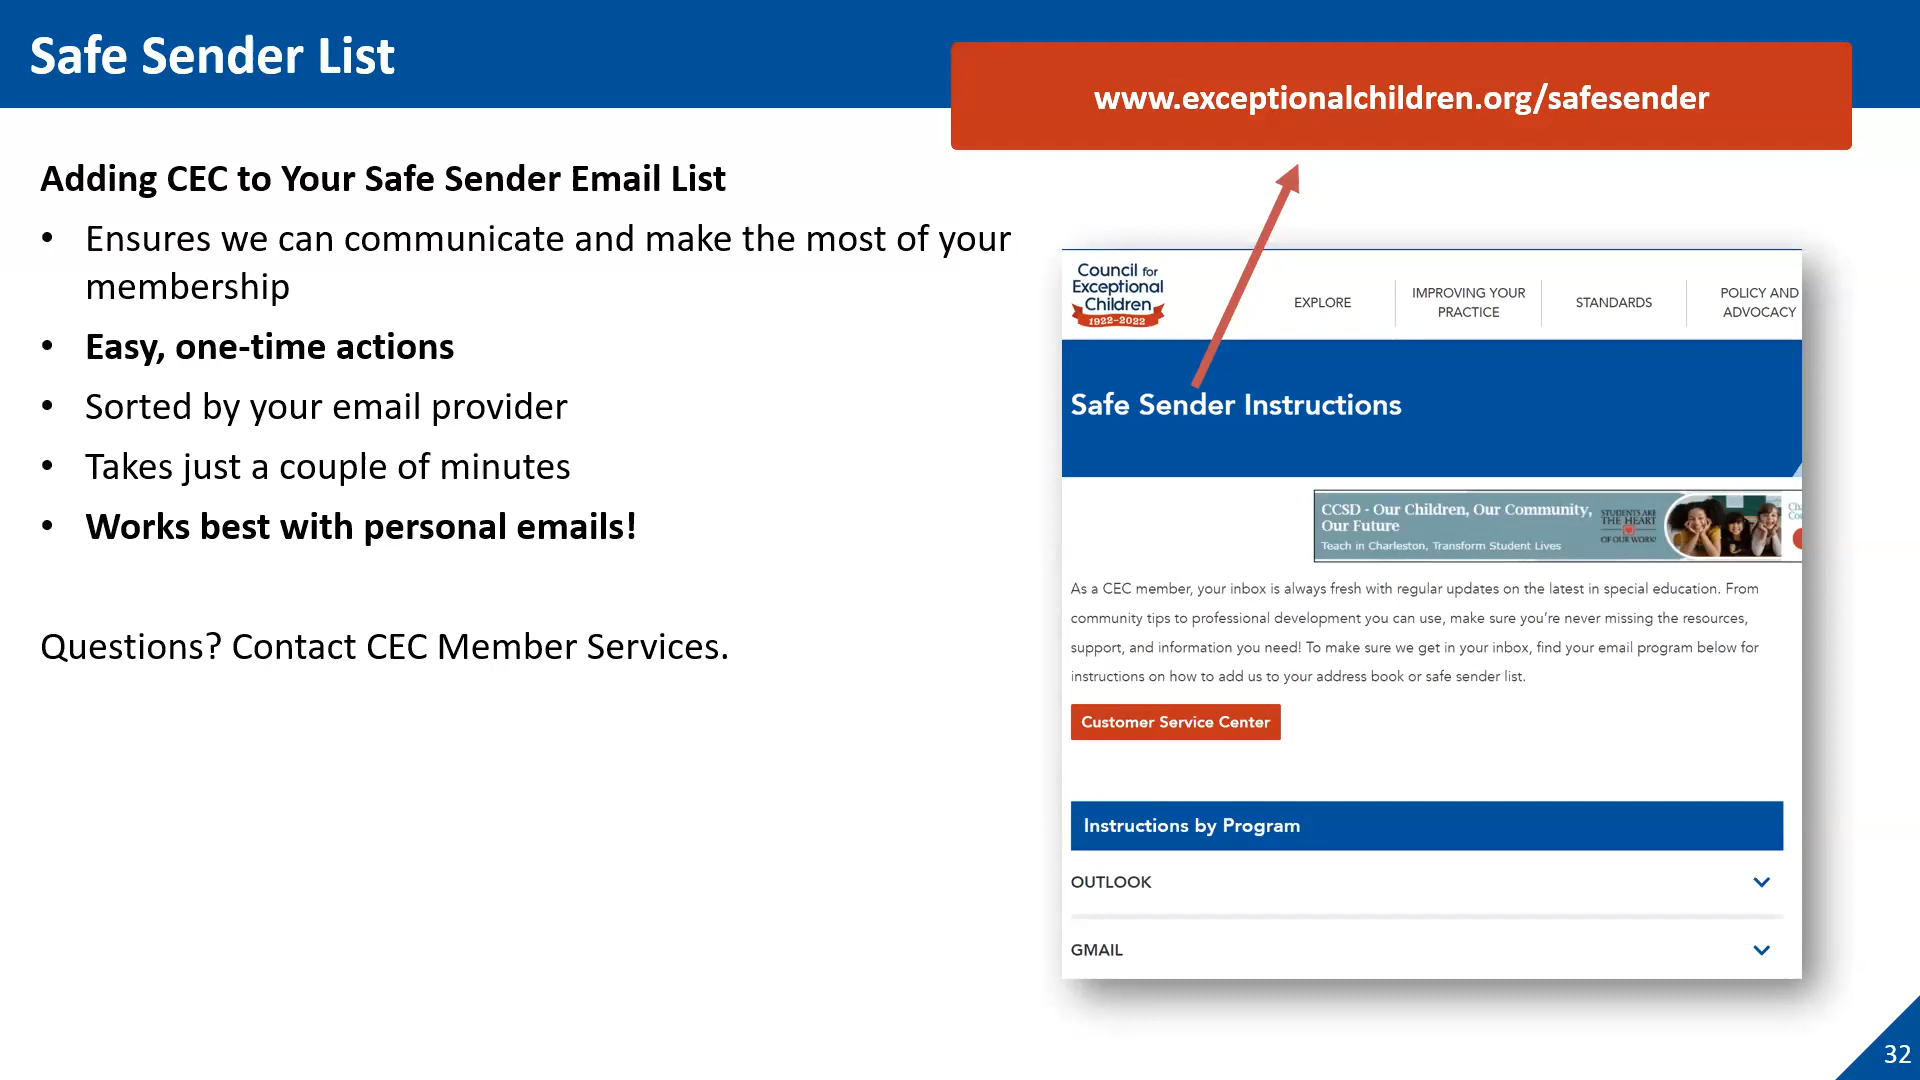 Safe Sender List
www.exceptionalchildren.org/safesender
Adding CEC to Your Safe Sender Email List
• Ensures we can communicate and make the most of your
membership
• Easy, one-time actions
• Sorted by your email provider
• Takes just a couple of minutes
• Works best with personal emails!
Questions? Contact CEC Member Services.
Council for
Exceptional
Children
1922-2022
EXPLORE
IMPROVING YOUR
PRACTICE
STANDARDS
POLICY AND
ADVOCACY
Safe Sender Instructions
CCSD - Our Children, Our Community,
Our Future
Teach in Charleston, Transform Student Lives
STUDENTS ARE
THE HEART
OF OUR WORK!
As a CEC member, your inbox is always fresh with regular updates on the latest in special education. From
community tips to professional development you can use, make sure you're never missing the resources,
support, and information you need! To make sure we get in your inbox, find your email program below for
instructions on how to add us to your address book or safe sender list.
Customer Service Center
Instructions by Program
OUTLOOK
GMAIL
32